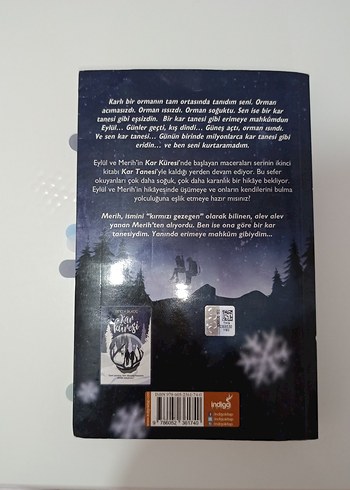 Karlı bir ormanın tam ortasında tanıdım seni. Orman
acımasızdı. Orman ıssızdı. Orman soğuktu. Sen ise bir kar
tanesi gibi eşsizdin. Bir kar tanesi gibi erimeye mahkûmdun
Eylül... Günler geçti, kış dindi... Güneş açtı, orman ısındı.
Ve sen kar tanesi... Günün birinde milyonlarca kar tanesi gibi
eridin... ve ben seni kurtaramadım.
Eylül ve Merih'in Kar Küresi'nde başlayan maceraları serinin ikinci
kitabı Kar Tanesi'yle kaldığı yerden devam ediyor. Bu sefer
okuyanları çok daha soğuk, çok daha karanlık bir hikâye bekliyor.
Eylül ve Merih'in hikâyesinde üşümeye ve onların kendilerini bulma
yolculuğuna eşlik etmeye hazır mısınız?
Merih, ismini "kırmızı gezegen" olarak bilinen, alev alev
yanan Merih'ten alıyordu. Ben ise ona göre bir kar
tanesiydim. Yanında erimeye mahkûm gibiydim...
kar
küresi
indigo
9 786052 361740